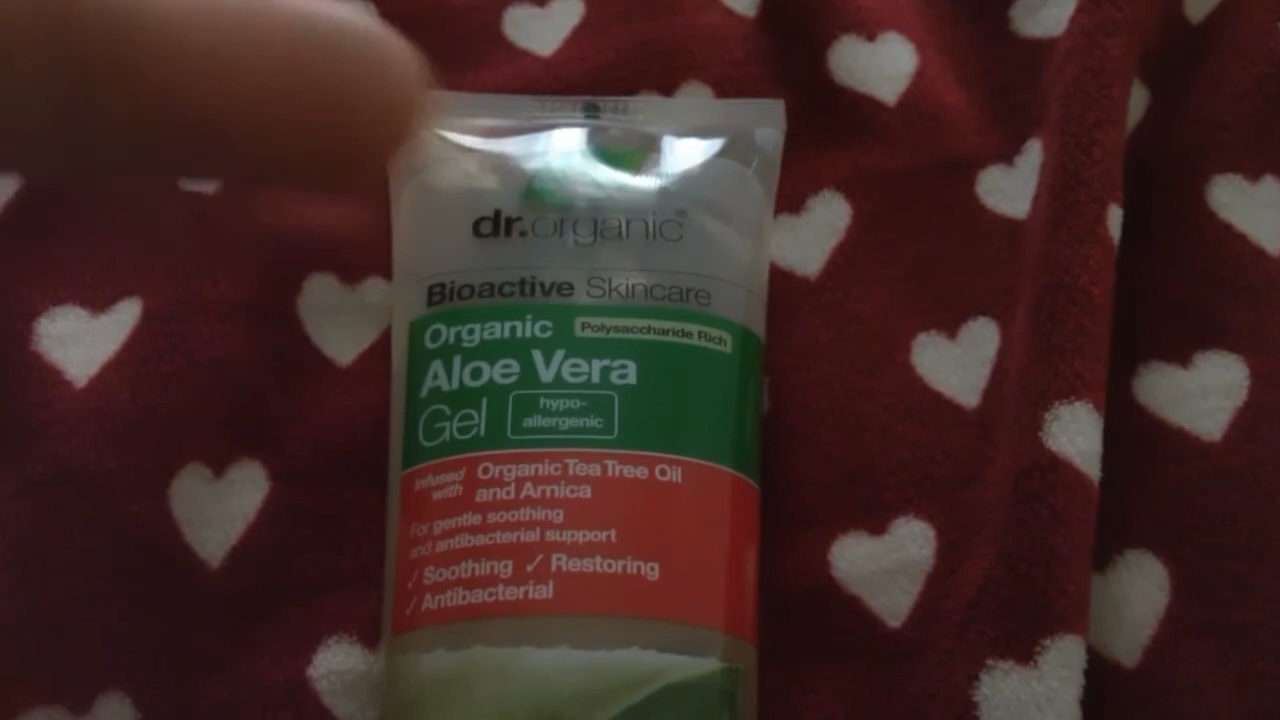 dr.organic®
Bioactive Skincare
Organic Polysaccharide Rich
Aloe Vera
Gel hypo-
allergenic
Infused with Organic Tea Tree Oil
and Arnica
For gentle soothing
and antibacterial support
✓ Soothing ✓ Restoring
✓ Antibacterial